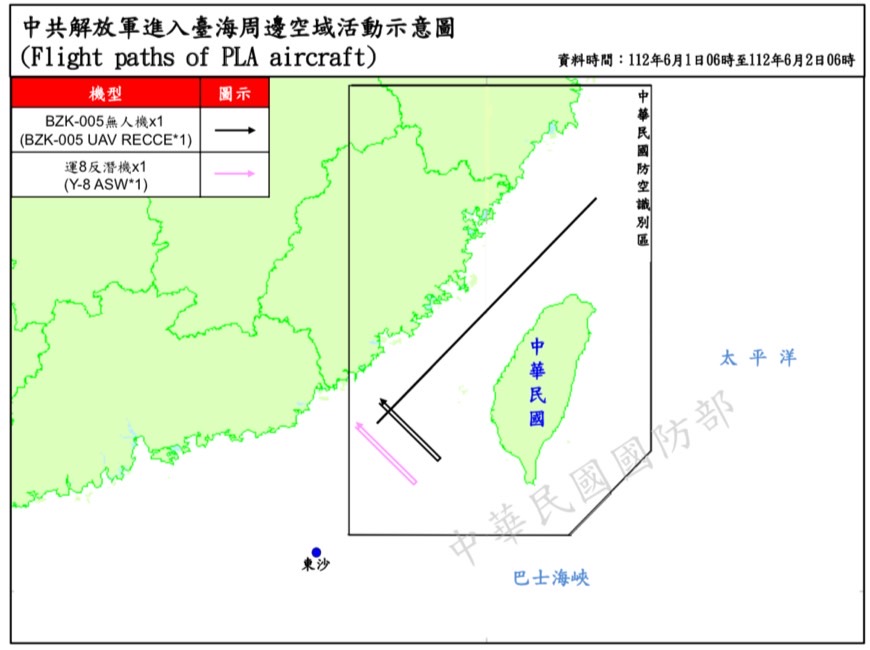 中共解放軍進入臺海周邊空域活動示意圖
(Flight paths of PLA aircraft)
資料時間：112年6月1日06時至112年6月2日06時
機型 圖示
BZK-005無人機x1
(BZK-005 UAV RECCE*1)
運8反潛機x1
(Y-8 ASW*1)
中華民國防空識別區
中華民國
太平洋
中華民國國防部
東沙
巴士海峽